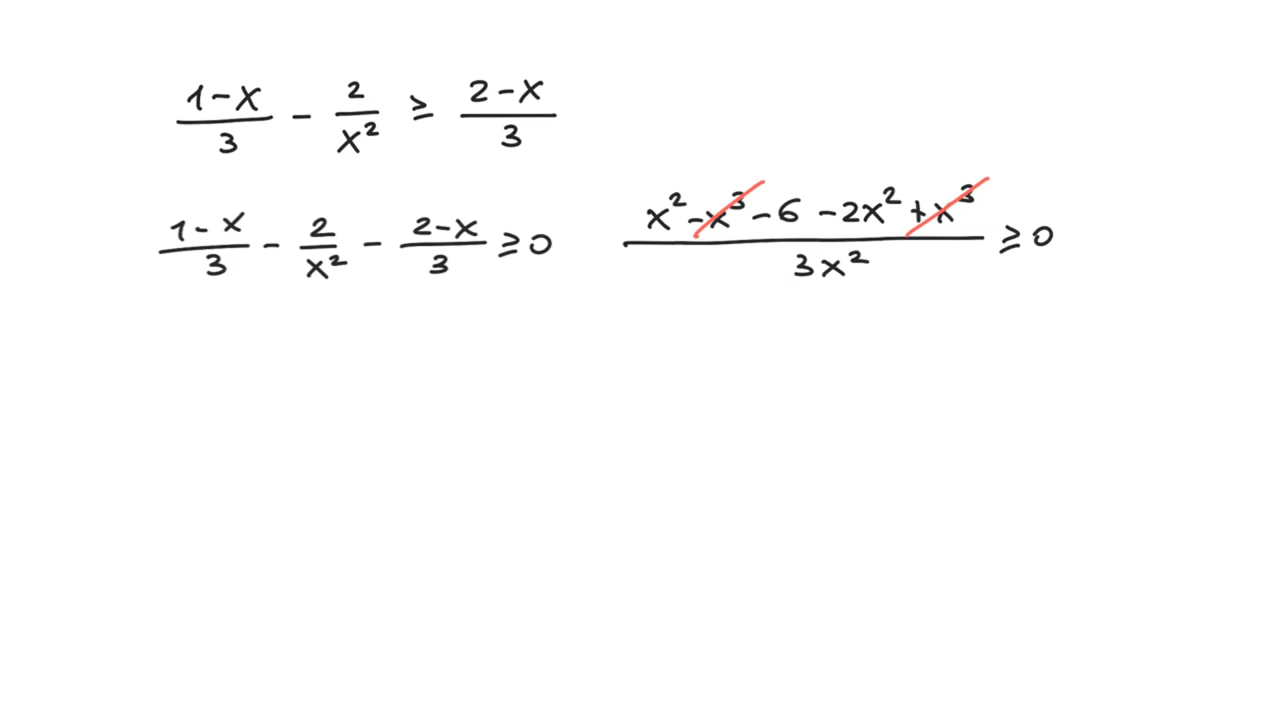 (1-x)/3 - 2/x² ≥ (2-x)/3
(1-x)/3 - 2/x² - (2-x)/3 ≥ 0
(x² - x³ - 6 - 2x² + x³)/(3x²) ≥ 0